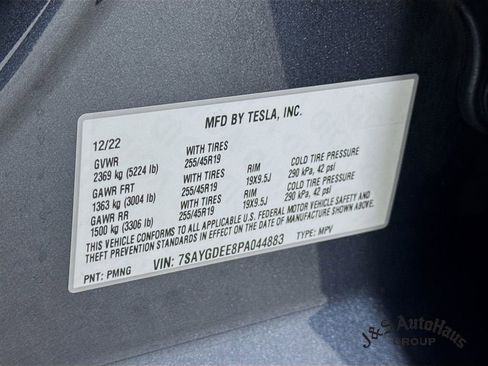 MFD BY TESLA, INC.
12/22
GVWR WITH TIRES
2369 kg (5224 lb) 255/45R19 RIM COLD TIRE PRESSURE
GAWR FRT WITH TIRES 19X9.5J 290 kPa, 42 psi
1363 kg (3004 lb) 255/45R19 RIM COLD TIRE PRESSURE
GAWR RR WITH TIRES 19X9.5J 290 kPa, 42 psi
1500 kg (3306 lb) 255/45R19
THIS VEHICLE CONFORMS TO ALL APPLICABLE U.S. FEDERAL MOTOR VEHICLE SAFETY AND
THEFT PREVENTION STANDARDS IN EFFECT ON THE DATE OF MANUFACTURE SHOWN ABOVE.
PNT: PMNG VIN: 7SAYGDEE8PA044883 TYPE: MPV
J&S AUTOHAUS
GROUP